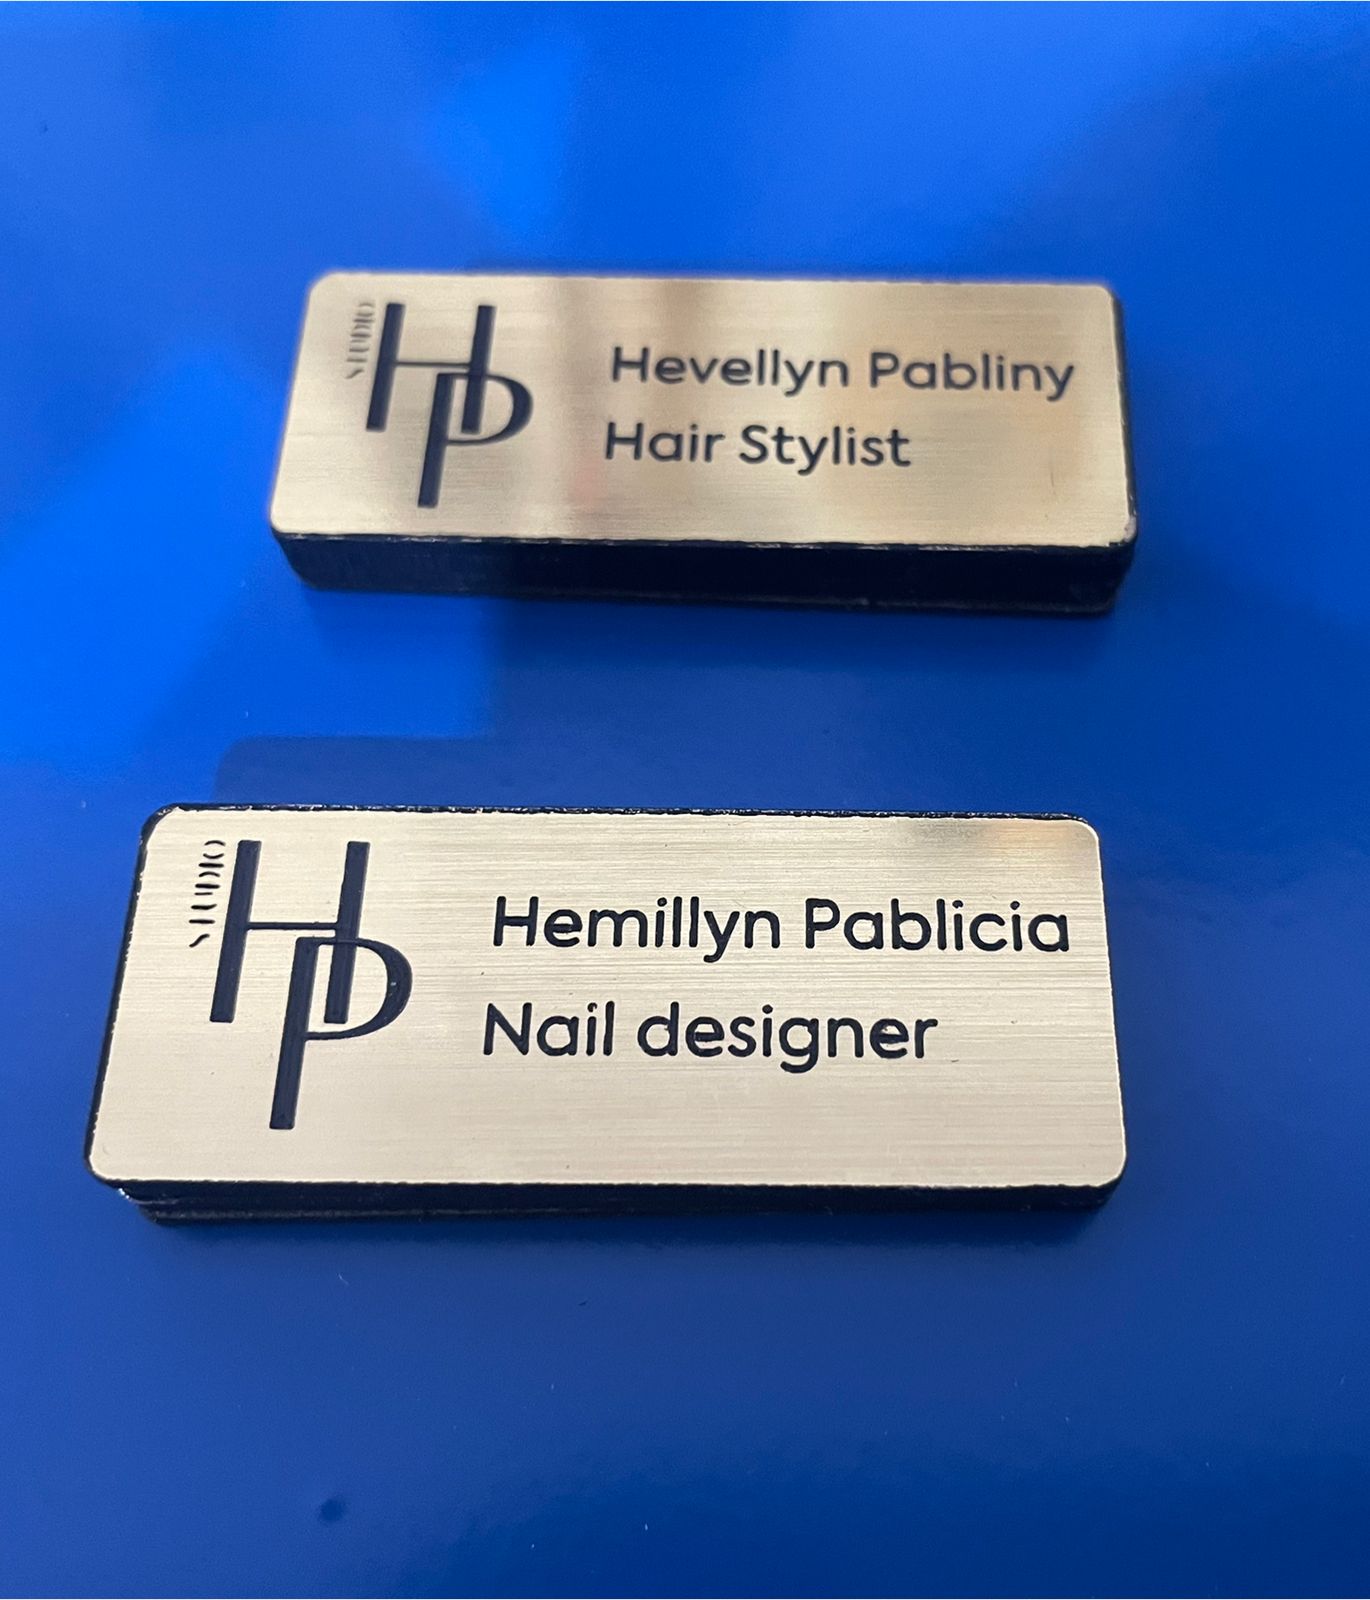 STUDIO
HP
Hevellyn Pabliny
Hair Stylist
STUDIO
HP
Hemillyn Pablicia
Nail designer